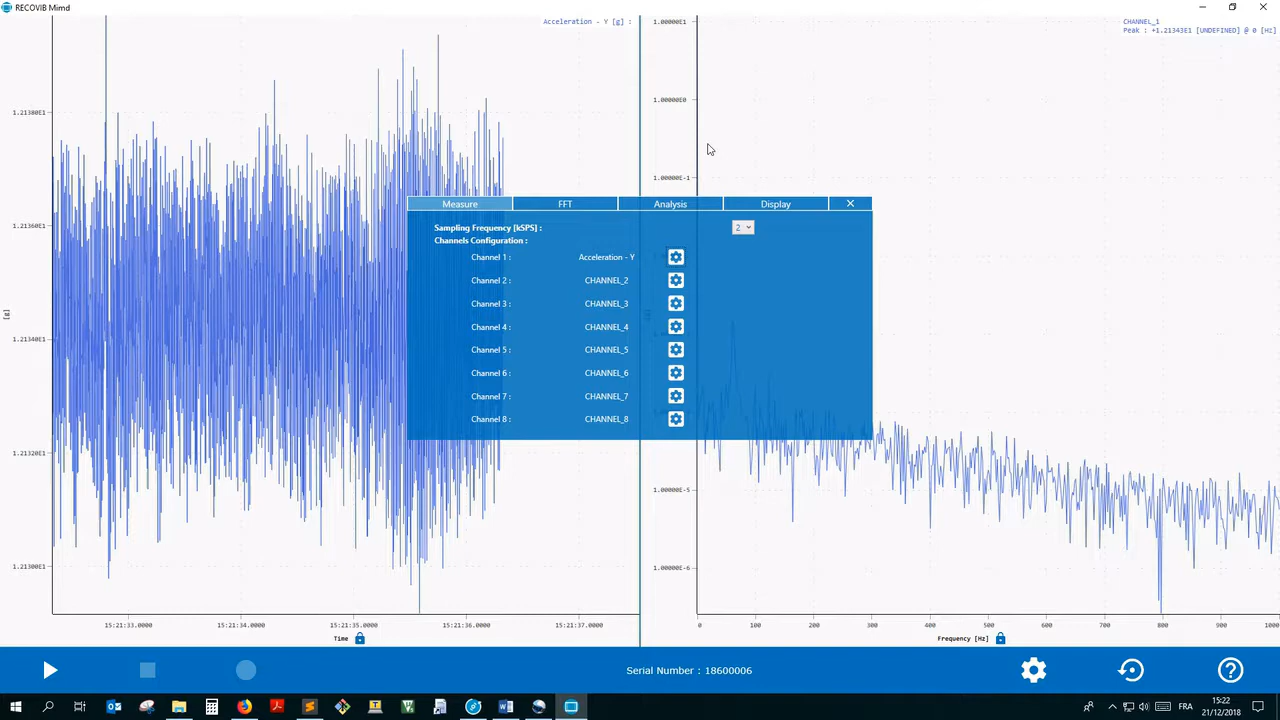 RECOVIB Mimd
Acceleration - Y [g] :
1.21380E1
1.21360E1
1.21340E1
1.21320E1
1.21300E1
[g]
15:21:33.0000
15:21:34.0000
15:21:35.0000
15:21:36.0000
15:21:37.0000
Time
CHANNEL_1
Peak : +1.21343E1 [UNDEFINED] @ 0 [Hz]
1.00000E1
1.00000E0
1.00000E-1
1.00000E-5
1.00000E-6
0
100
200
300
400
500
600
700
800
900
1000
Frequency [Hz]
Measure
FFT
Analysis
Display
Sampling Frequency [kSPS] :
2
Channels Configuration :
Channel 1 :
Acceleration - Y
Channel 2 :
CHANNEL_2
Channel 3 :
CHANNEL_3
Channel 4 :
CHANNEL_4
Channel 5 :
CHANNEL_5
Channel 6 :
CHANNEL_6
Channel 7 :
CHANNEL_7
Channel 8 :
CHANNEL_8
Serial Number : 18600006
FRA
15:22
21/12/2018